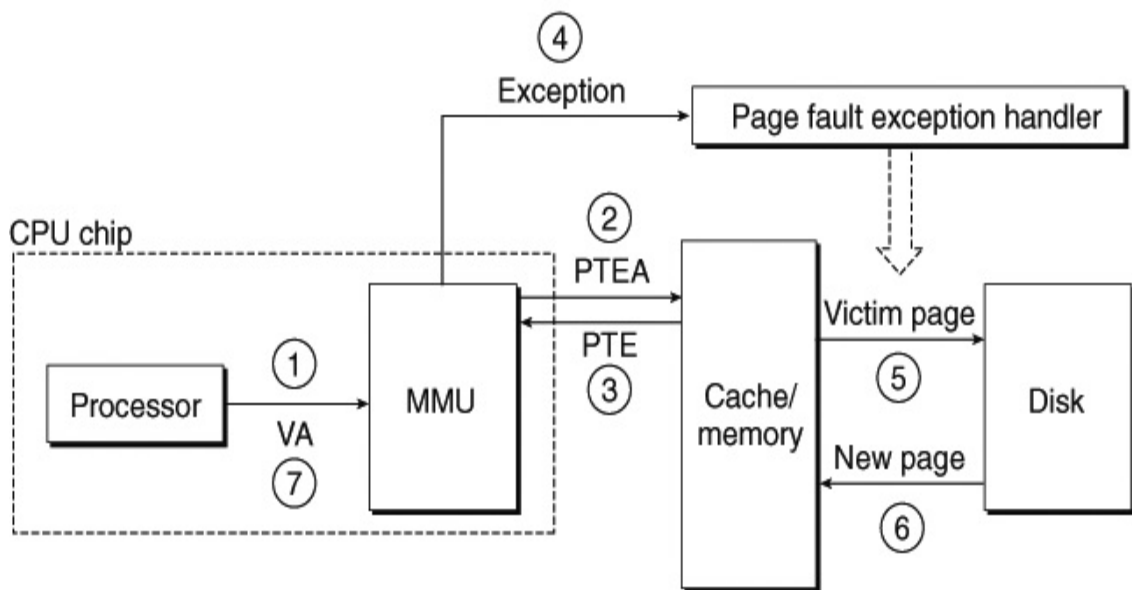 4
Exception
Page fault exception handler
CPU chip
2
PTEA
PTE
3
1
VA
7
Processor
MMU
Cache/
memory
Victim page
5
New page
6
Disk